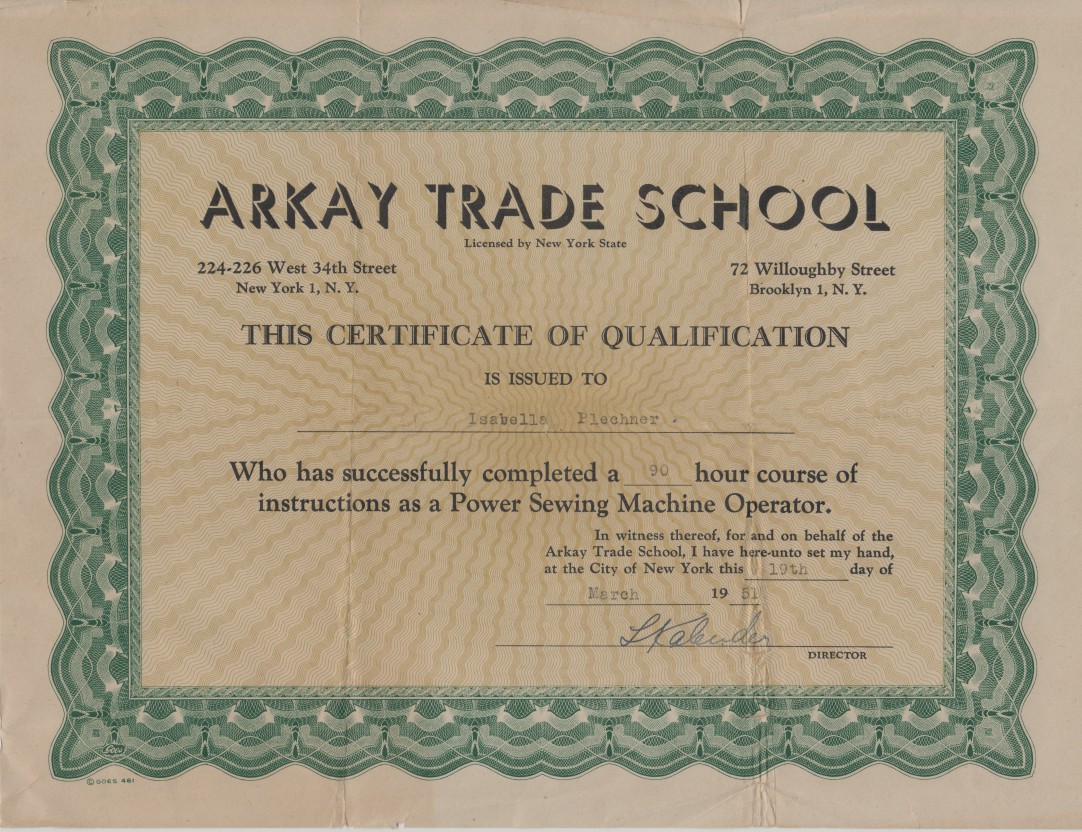 ARKAY TRADE SCHOOL
Licensed by New York State
224-226 West 34th Street
New York 1, N. Y.
72 Willoughby Street
Brooklyn 1, N. Y.
THIS CERTIFICATE OF QUALIFICATION
IS ISSUED TO
Isabella Plechner.
Who has successfully completed a 90 hour course of
instructions as a Power Sewing Machine Operator.
In witness thereof, for and on behalf of the
Arkay Trade School, I have here-unto set my hand,
at the City of New York this 19th day of
March 19 51
LKalender
DIRECTOR
Goes
© GOES 461